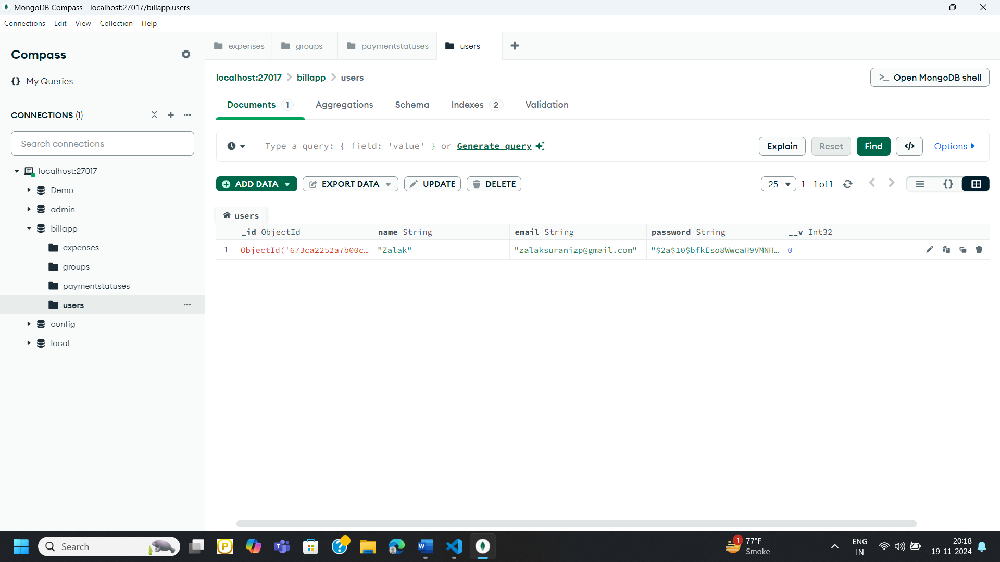 MongoDB Compass - localhost:27017/billapp.users
Connections Edit View Collection Help
Compass
{} My Queries
CONNECTIONS (1)
Search connections
localhost:27017
Demo
admin
billapp
expenses
groups
paymentstatuses
users
config
local
expenses groups paymentstatuses users
localhost:27017 billapp users
>_ Open MongoDB shell
Documents 1 Aggregations Schema Indexes 2 Validation
Type a query: { field: 'value' } or Generate query
Explain Reset Find </> Options
ADD DATA EXPORT DATA UPDATE DELETE
25 1 – 1 of 1 {}
users
_id ObjectId name String email String password String __v Int32
1 ObjectId('673ca2252a7b00c… "Zalak" "zalaksuranizp@gmail.com" "$2a$10$bfkEso8WwcaH9VMNH… 0
Search
1 77°F
Smoke
ENG
IN
20:18
19-11-2024